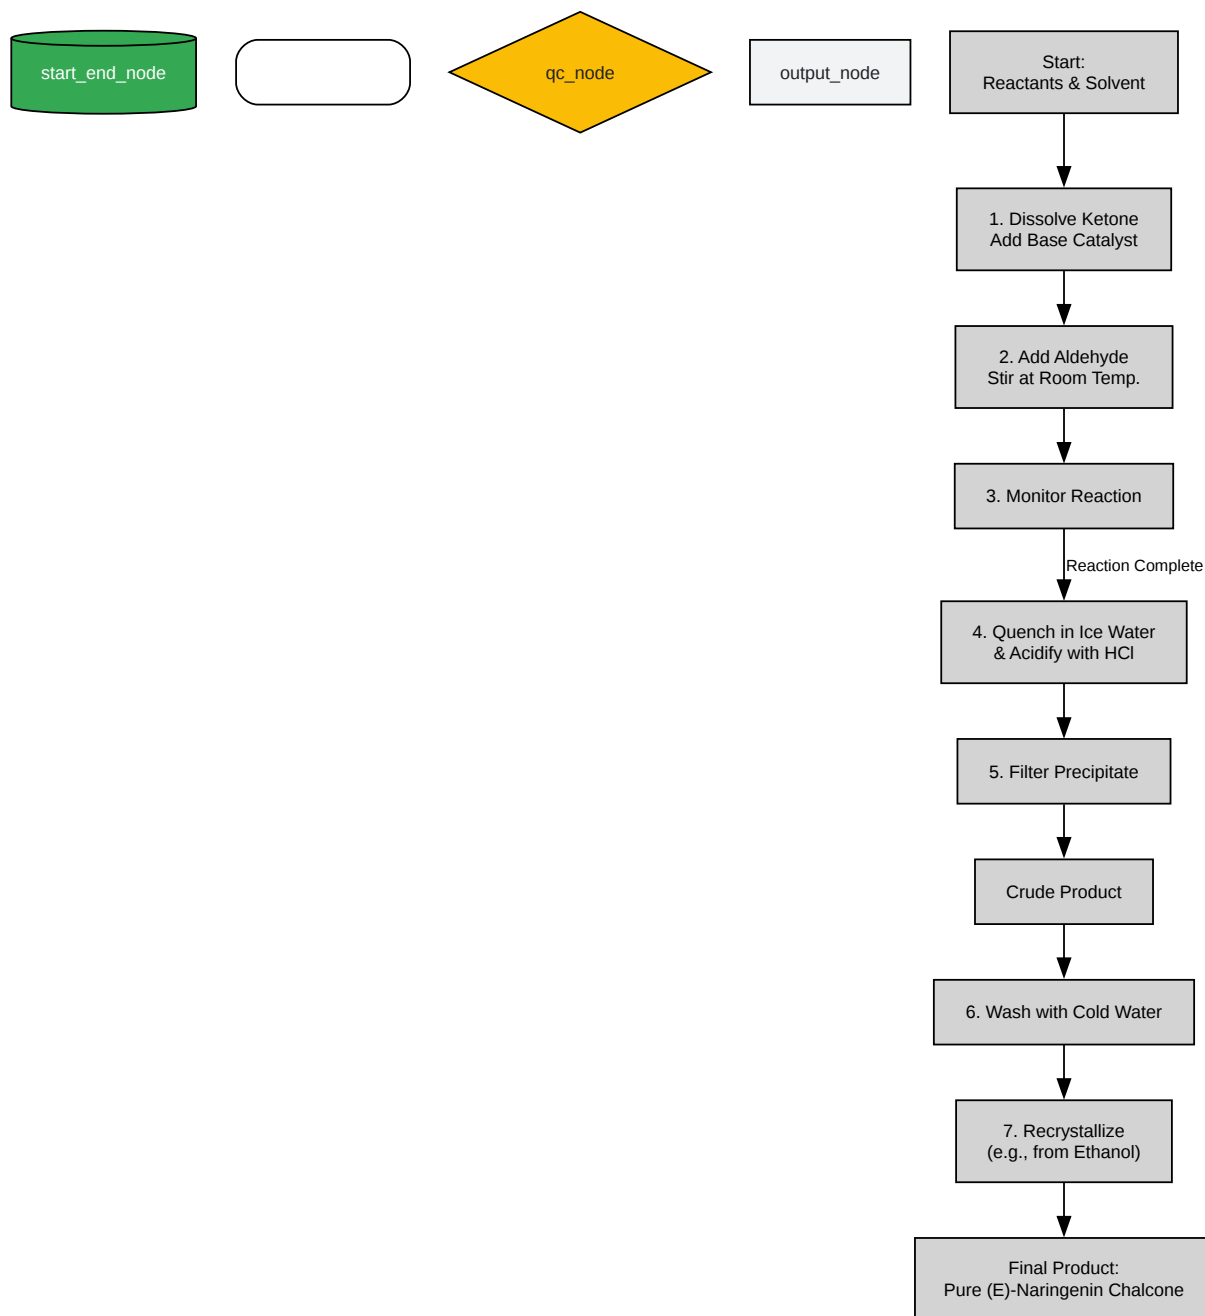 start_end_node
qc_node
output_node
Start:
Reactants & Solvent
1. Dissolve Ketone
Add Base Catalyst
2. Add Aldehyde
Stir at Room Temp.
3. Monitor Reaction
Reaction Complete
4. Quench in Ice Water
& Acidify with HCl
5. Filter Precipitate
Crude Product
6. Wash with Cold Water
7. Recrystallize
(e.g., from Ethanol)
Final Product:
Pure (E)-Naringenin Chalcone